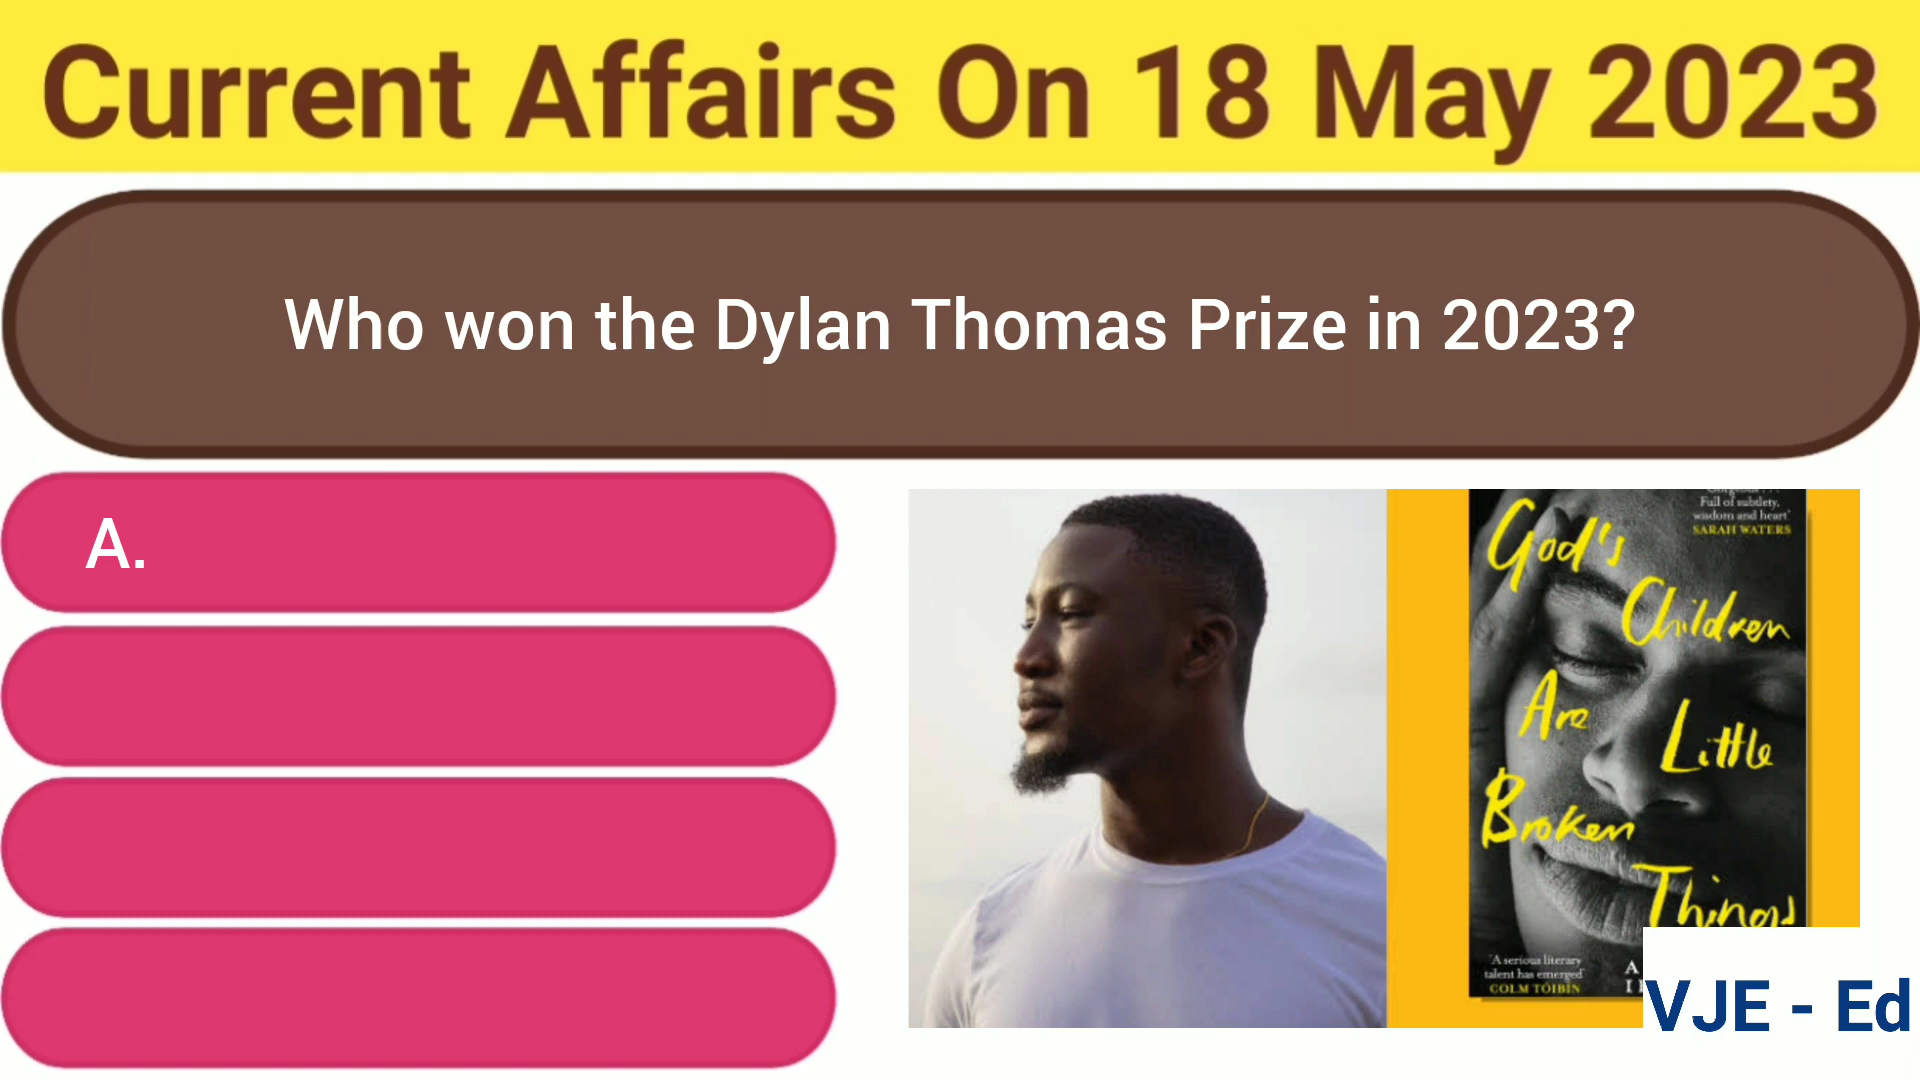 Current Affairs On 18 May 2023
Who won the Dylan Thomas Prize in 2023?
A.
Full of subtlety,
wisdom and heart'
SARAH WATERS
God's
Children
Are
Little
Broken
Things
'A serious literary
talent has emerged'
COLM TÓIBÍN
VJE - Ed